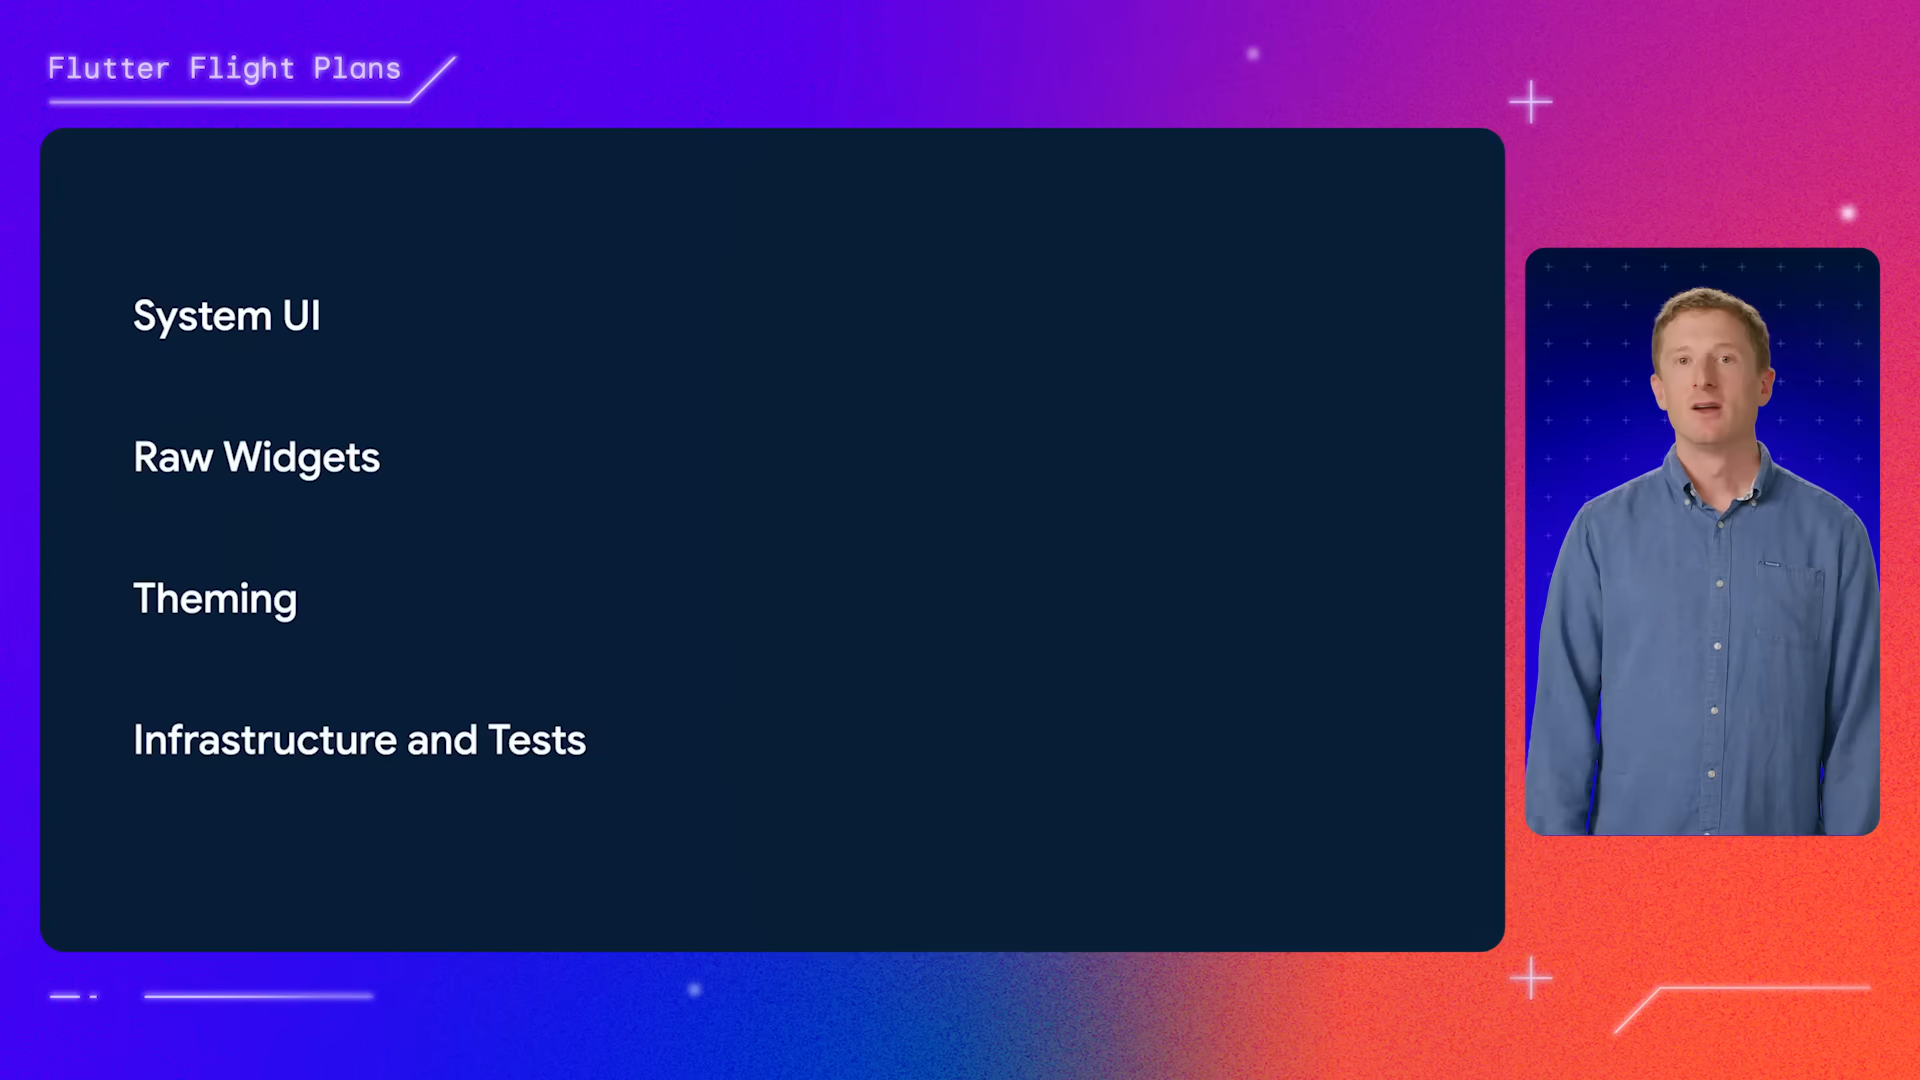 Flutter Flight Plans
System UI
Raw Widgets
Theming
Infrastructure and Tests